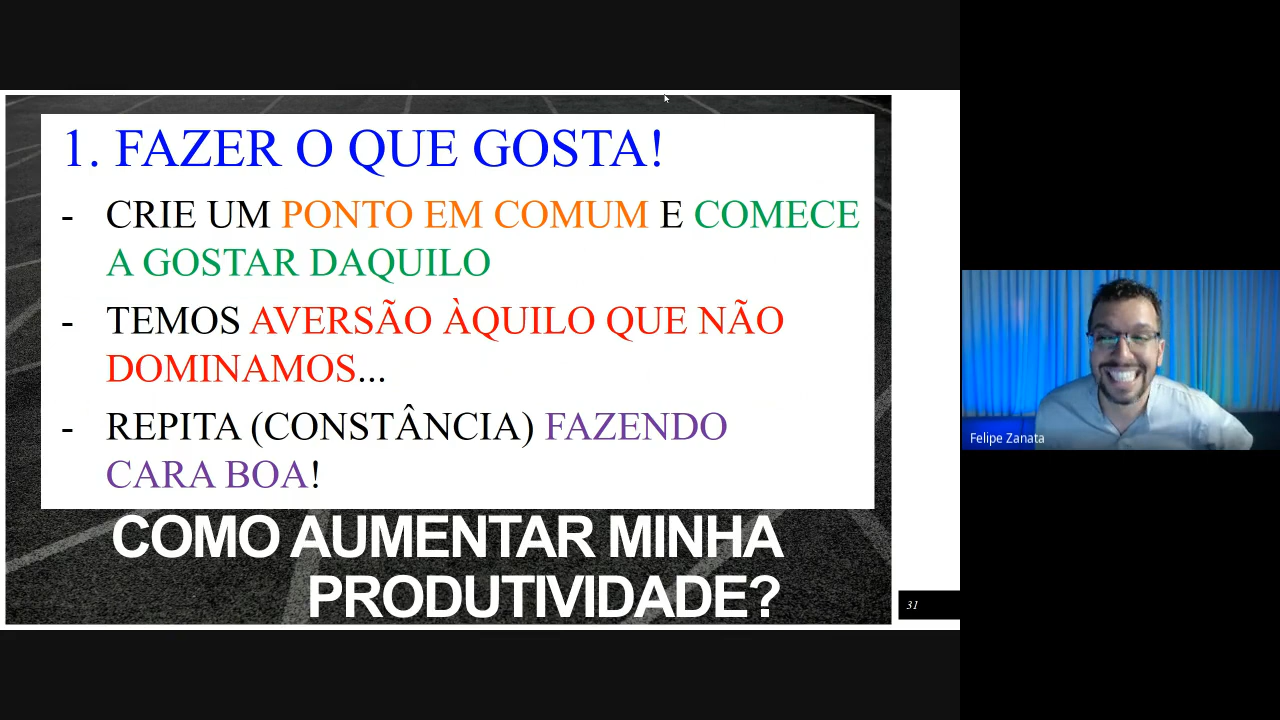 1. FAZER O QUE GOSTA!
- CRIE UM PONTO EM COMUM E COMECE
A GOSTAR DAQUILO
- TEMOS AVERSÃO ÀQUILO QUE NÃO
DOMINAMOS...
- REPITA (CONSTÂNCIA) FAZENDO
CARA BOA!
COMO AUMENTAR MINHA
PRODUTIVIDADE?
31
Felipe Zanata